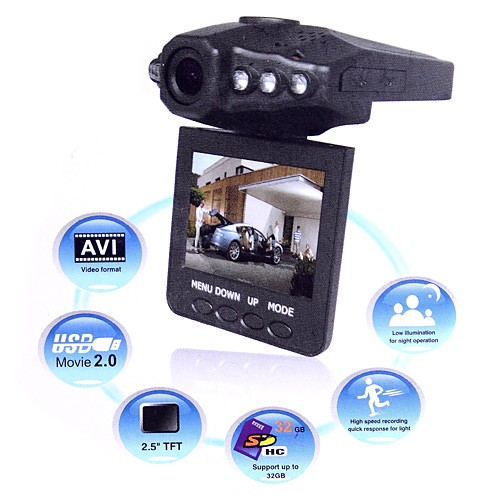 MENU DOWN UP MODE
AVI
Video format
USB
Movie 2.0
2.5" TFT
32 GB
SD
HC
Support up to
32GB
High speed recording
quick response for light
Low illumination
for night operation